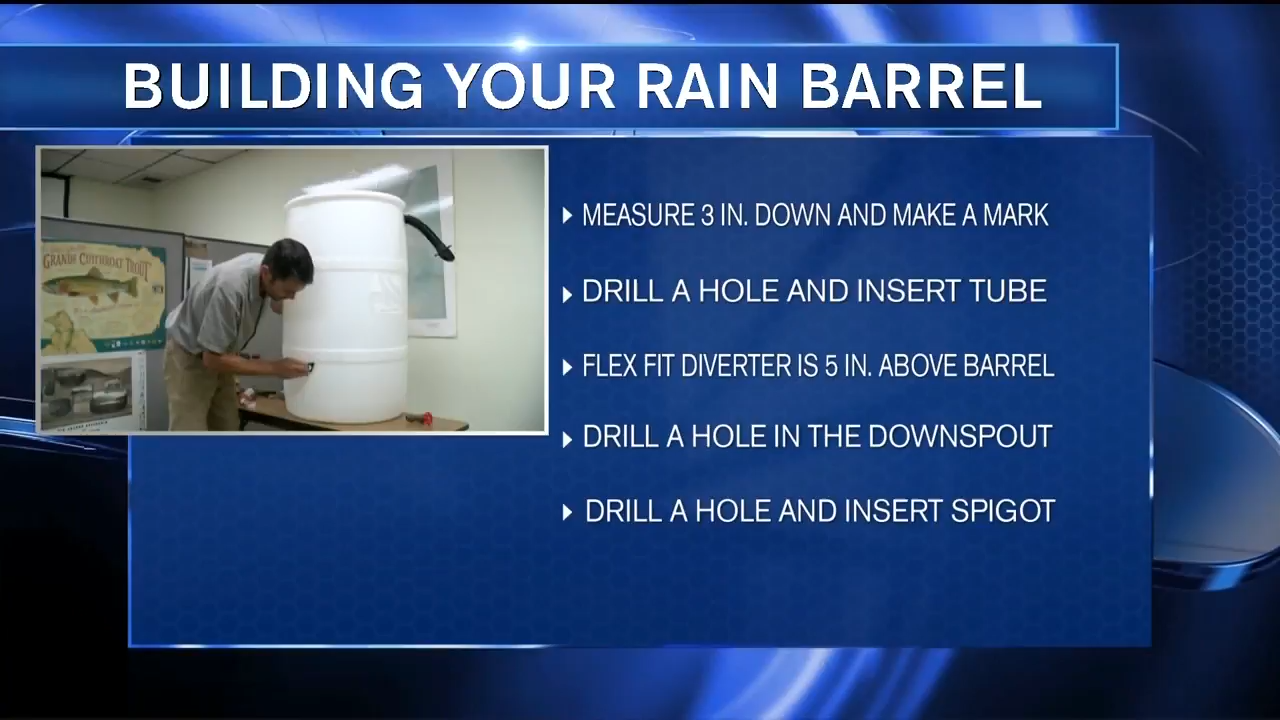 BUILDING YOUR RAIN BARREL
GRANDE CUTTHROAT TROUT
MEASURE 3 IN. DOWN AND MAKE A MARK
DRILL A HOLE AND INSERT TUBE
FLEX FIT DIVERTER IS 5 IN. ABOVE BARREL
DRILL A HOLE IN THE DOWNSPOUT
DRILL A HOLE AND INSERT SPIGOT